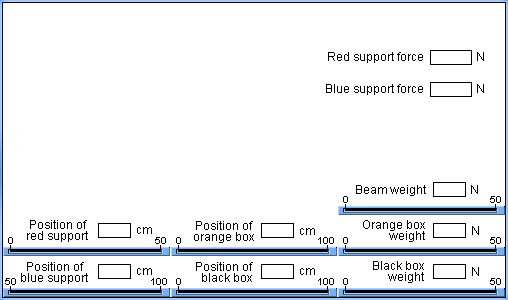 Red support force N
Blue support force N
Beam weight N
0 50
Position of
red support cm
0 50
Position of
orange box cm
0 100
Orange box
weight N
0 50
Position of
blue support cm
50 100
Position of
black box cm
0 100
Black box
weight N
0 50